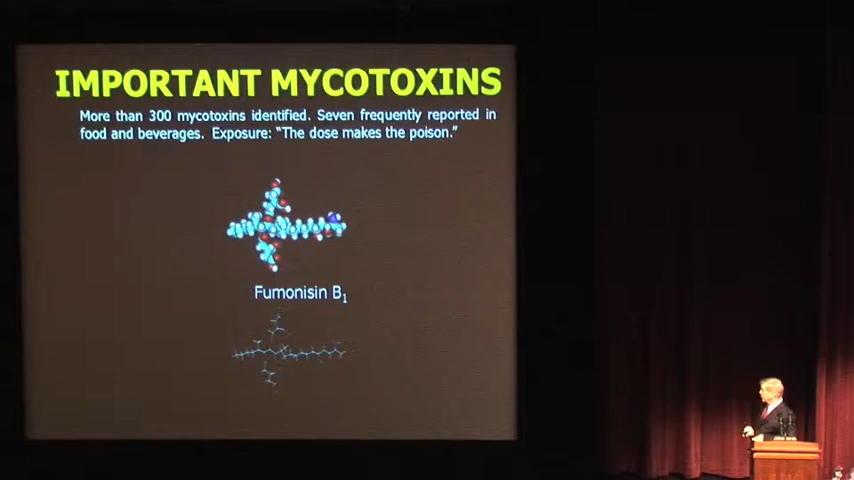 IMPORTANT MYCOTOXINS
More than 300 mycotoxins identified. Seven frequently reported in
food and beverages. Exposure: “The dose makes the poison.”
Fumonisin B₁